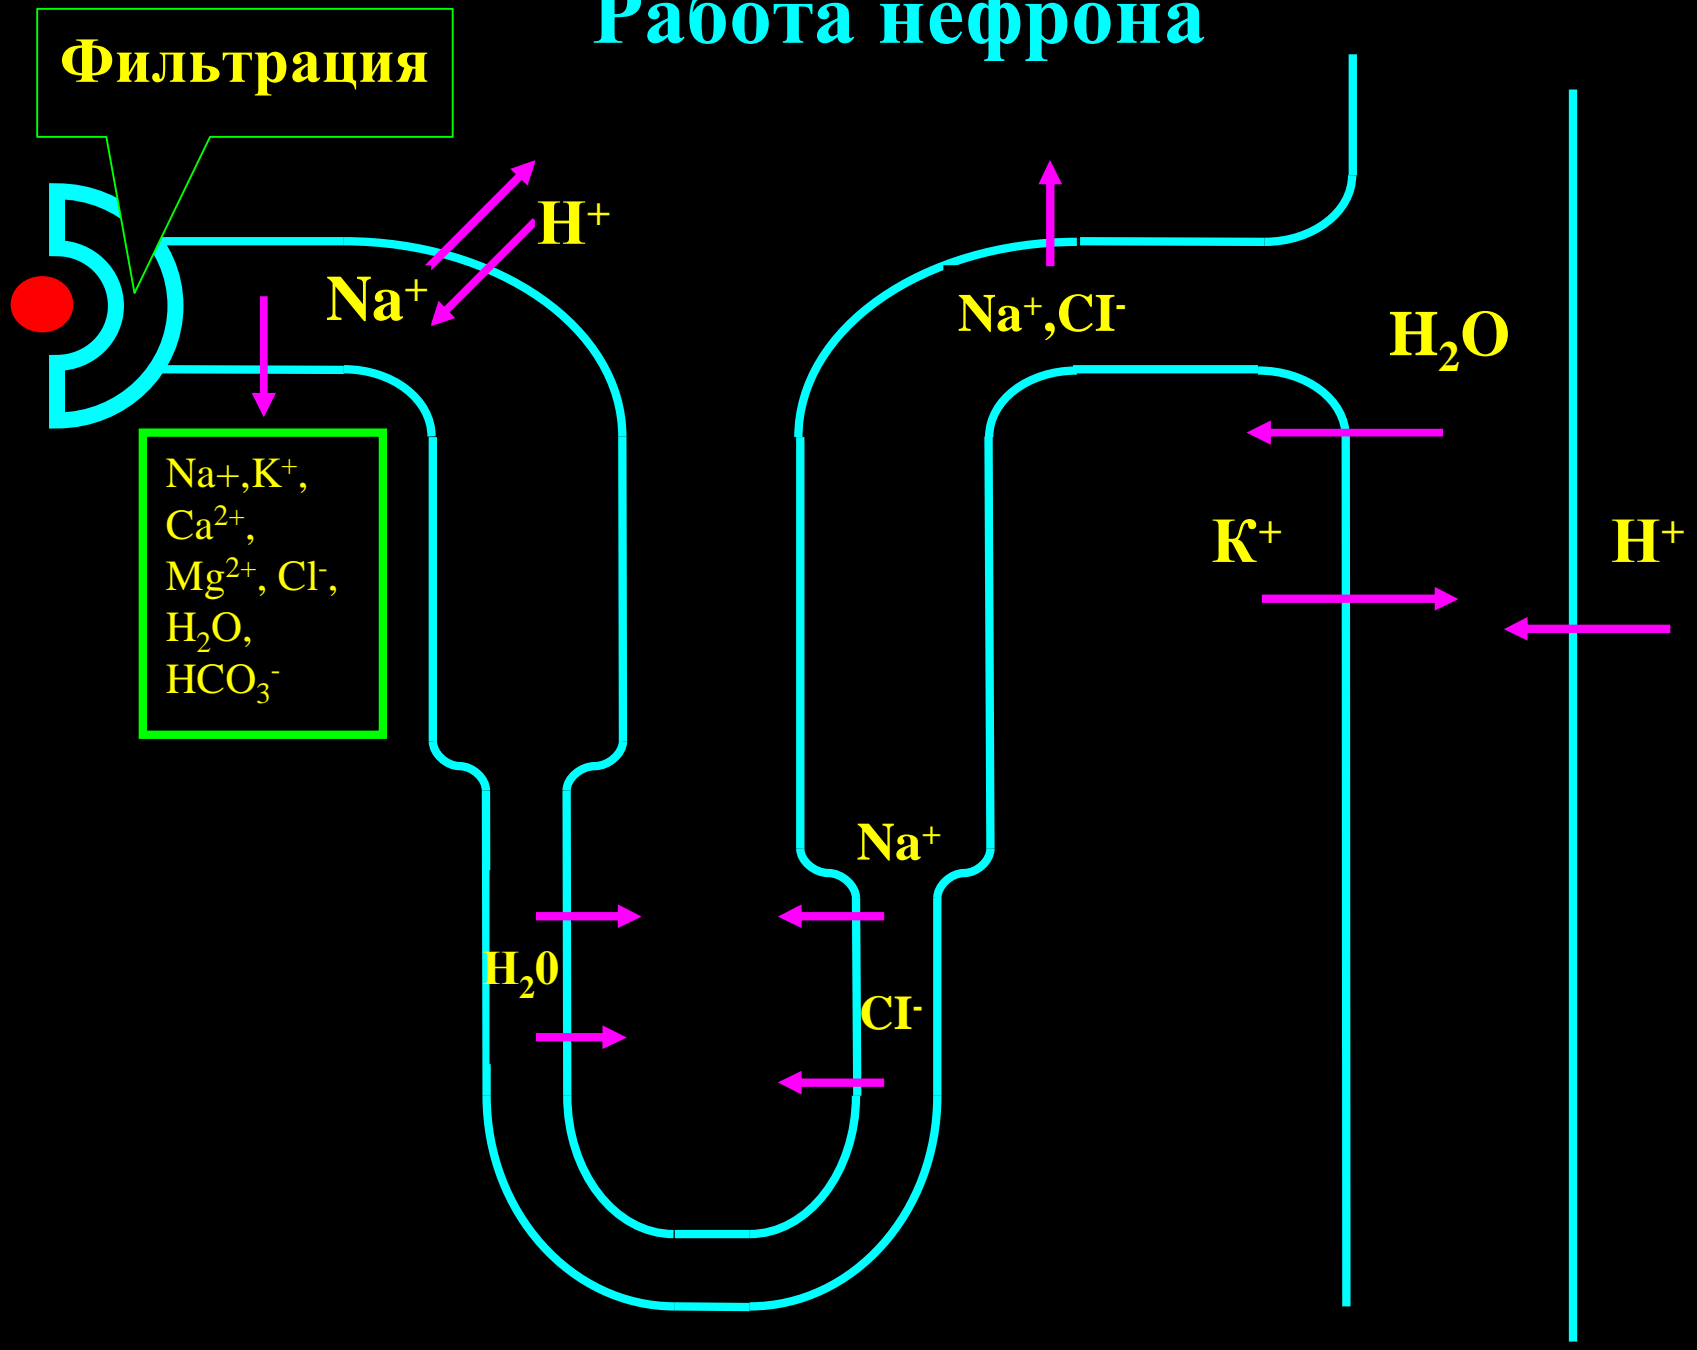 Работа нефрона
Фильтрация
H⁺
Na⁺
Na⁺,CI⁻
H₂O
Na+,K⁺,
Ca²⁺,
Mg²⁺, Cl⁻,
H₂O,
HCO₃⁻
К⁺
H⁺
Na⁺
H₂0
CI⁻